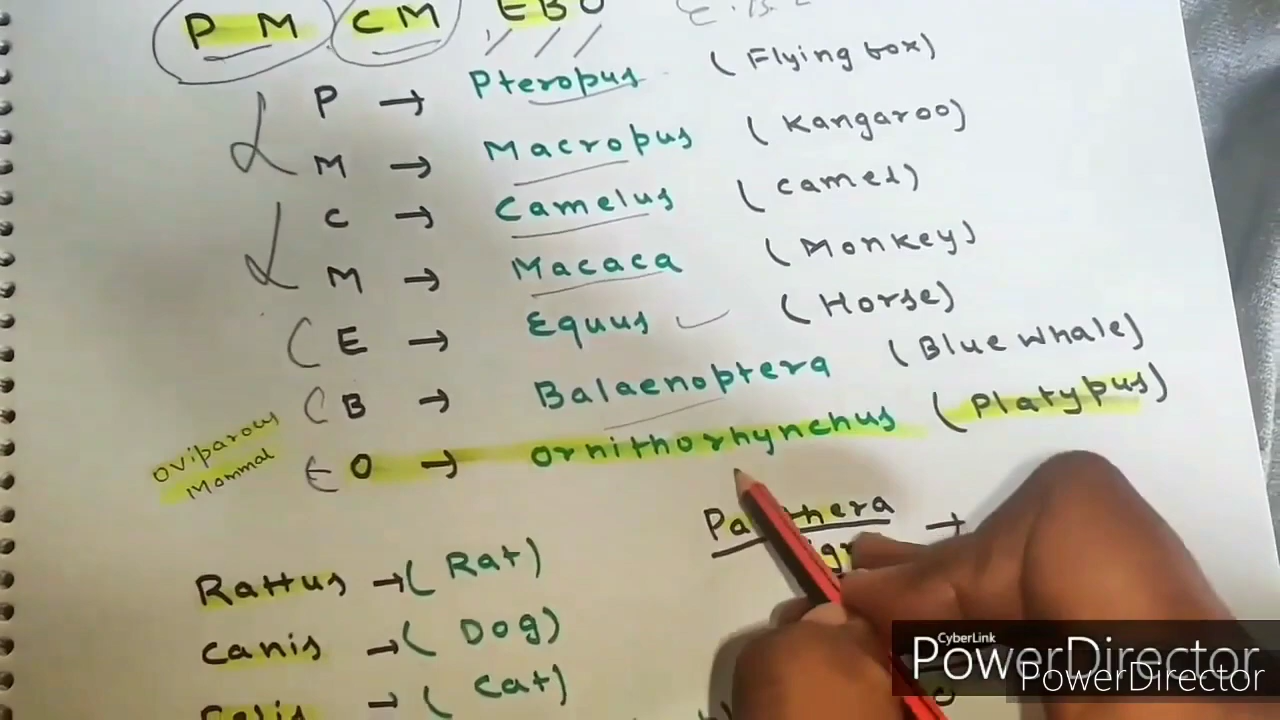 P M CM EBO
P → Pteropus (Flying box)
M → Macropus (Kangaroo)
C → Camelus (camel)
M → Macaca (Monkey)
E → Equus (Horse)
B → Balaenoptera (Blue whale)
Oviparous Mammal
O → Ornithorhynchus (Platypus)
Rattus → (Rat)
Canis → (Dog)
→ (Cat)
CyberLink
PowerDirector
PowerDirector